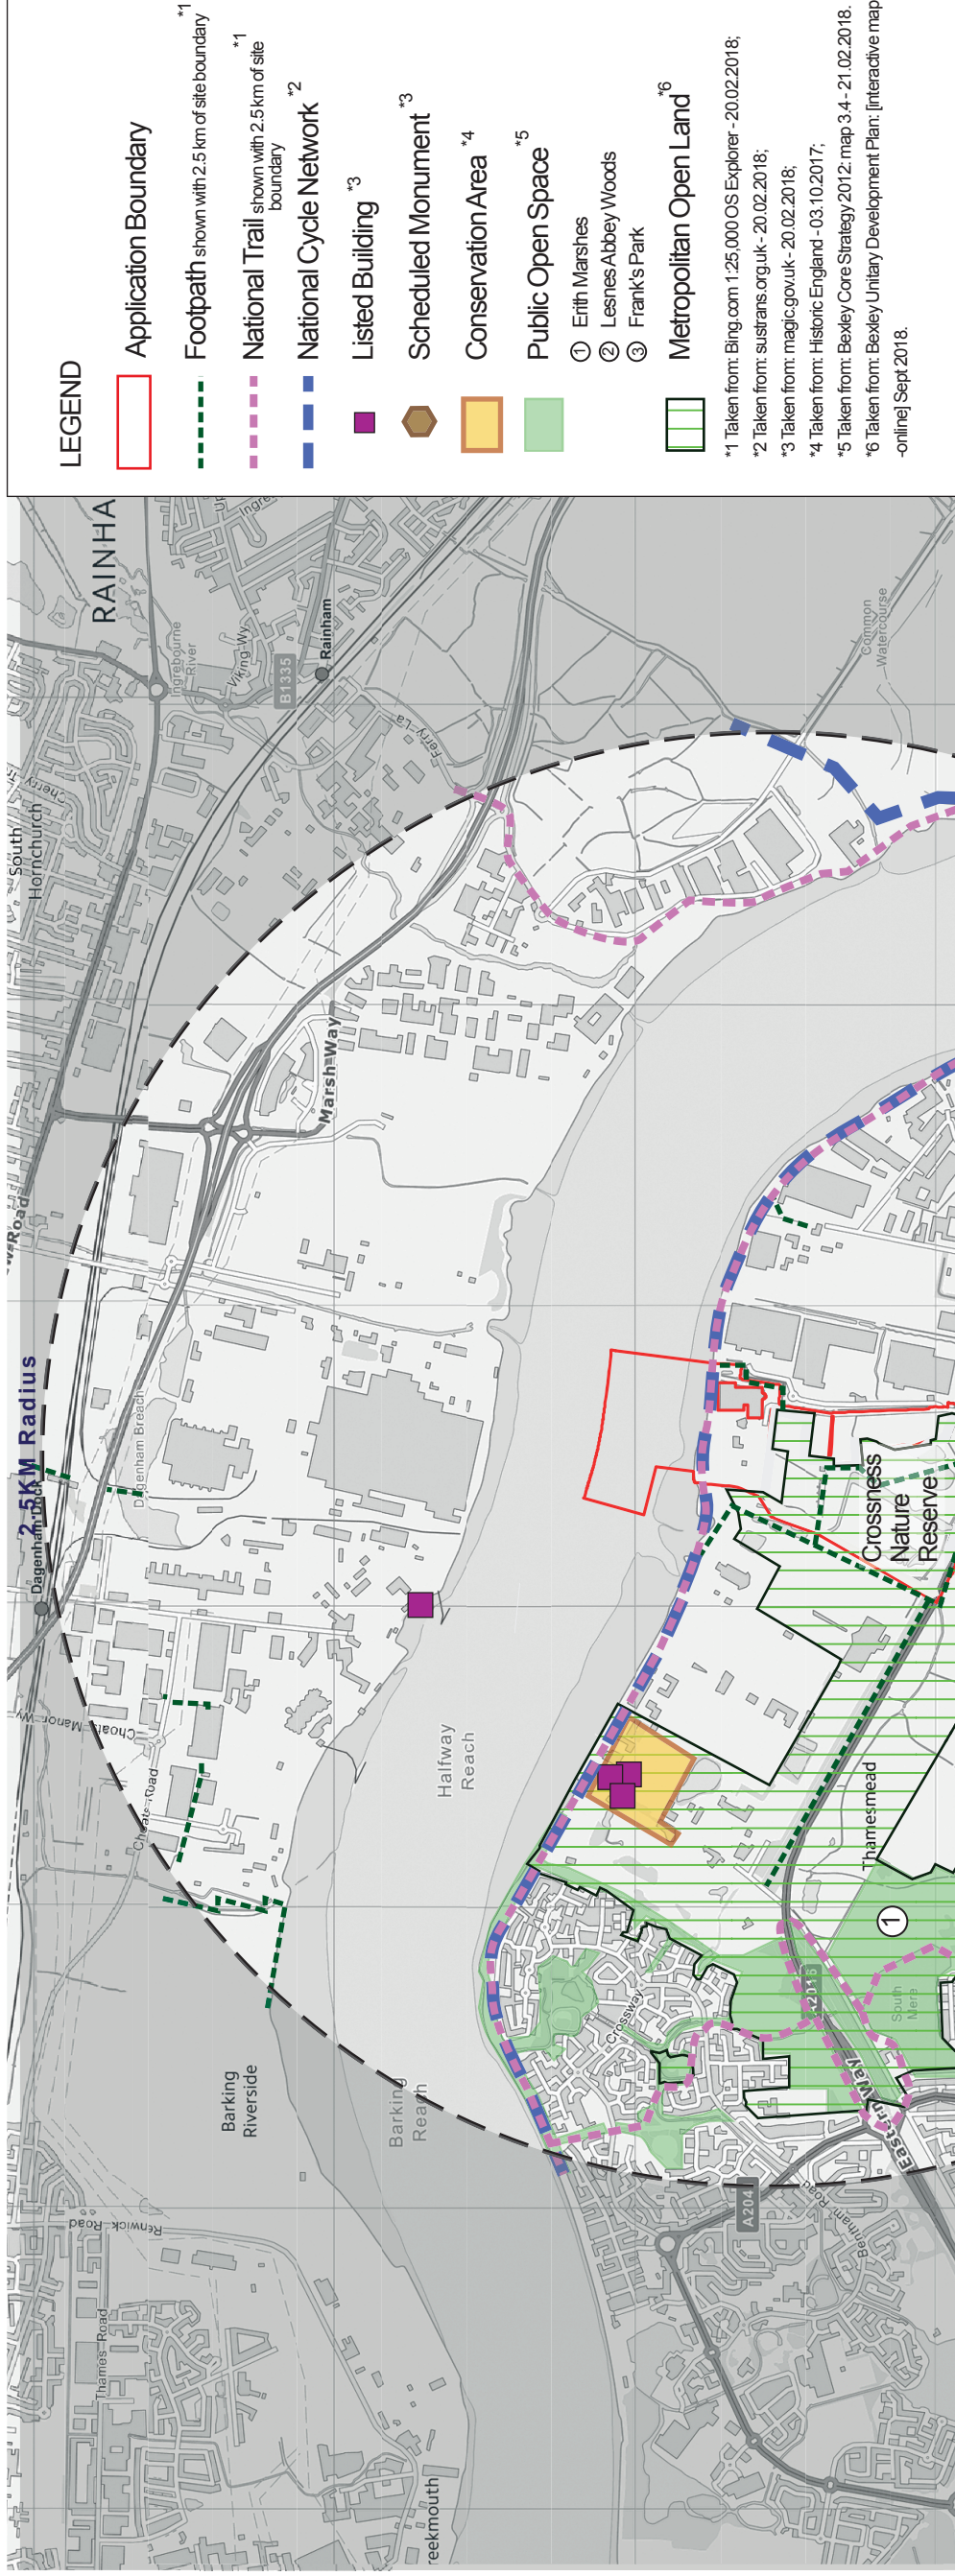 LEGEND
Application Boundary
Footpath shown with 2.5 km of site boundary *1
National Trail shown with 2.5km of site boundary *1
National Cycle Network *2
Listed Building *3
Scheduled Monument *3
Conservation Area *4
Public Open Space *5
1 Erith Marshes
2 Lesnes Abbey Woods
3 Frank's Park
Metropolitan Open Land *6
*1 Taken from: Bing.com 1:25,000 OS Explorer - 20.02.2018;
*2 Taken from: sustrans.org.uk - 20.02.2018;
*3 Taken from: magic.gov.uk - 20.02.2018;
*4 Taken from: Historic England - 03.10.2017;
*5 Taken from: Bexley Core Strategy 2012: map 3.4 - 21.02.2018.
*6 Taken from: Bexley Unitary Development Plan: [interactive map
-online] Sept 2018.
RAINHA
Ingrebourne
River
Viking Wy
B1335
Rainham
Ferry La
Common
Watercourse
South
Hornchurch
Cherry
Marsh Way
w Road
2.5KM Radius
Dagenham Dock
Dagenham Breach
Choats Manor Wy
Choats Road
Halfway
Reach
Barking
Riverside
Barking
Reach
Renwick Road
Thames Road
reekmouth
Crossness
Nature
Reserve
Thamesmead
1
A2016
South
Mere
Crossway
Eastern Way
A204
Bentham Road